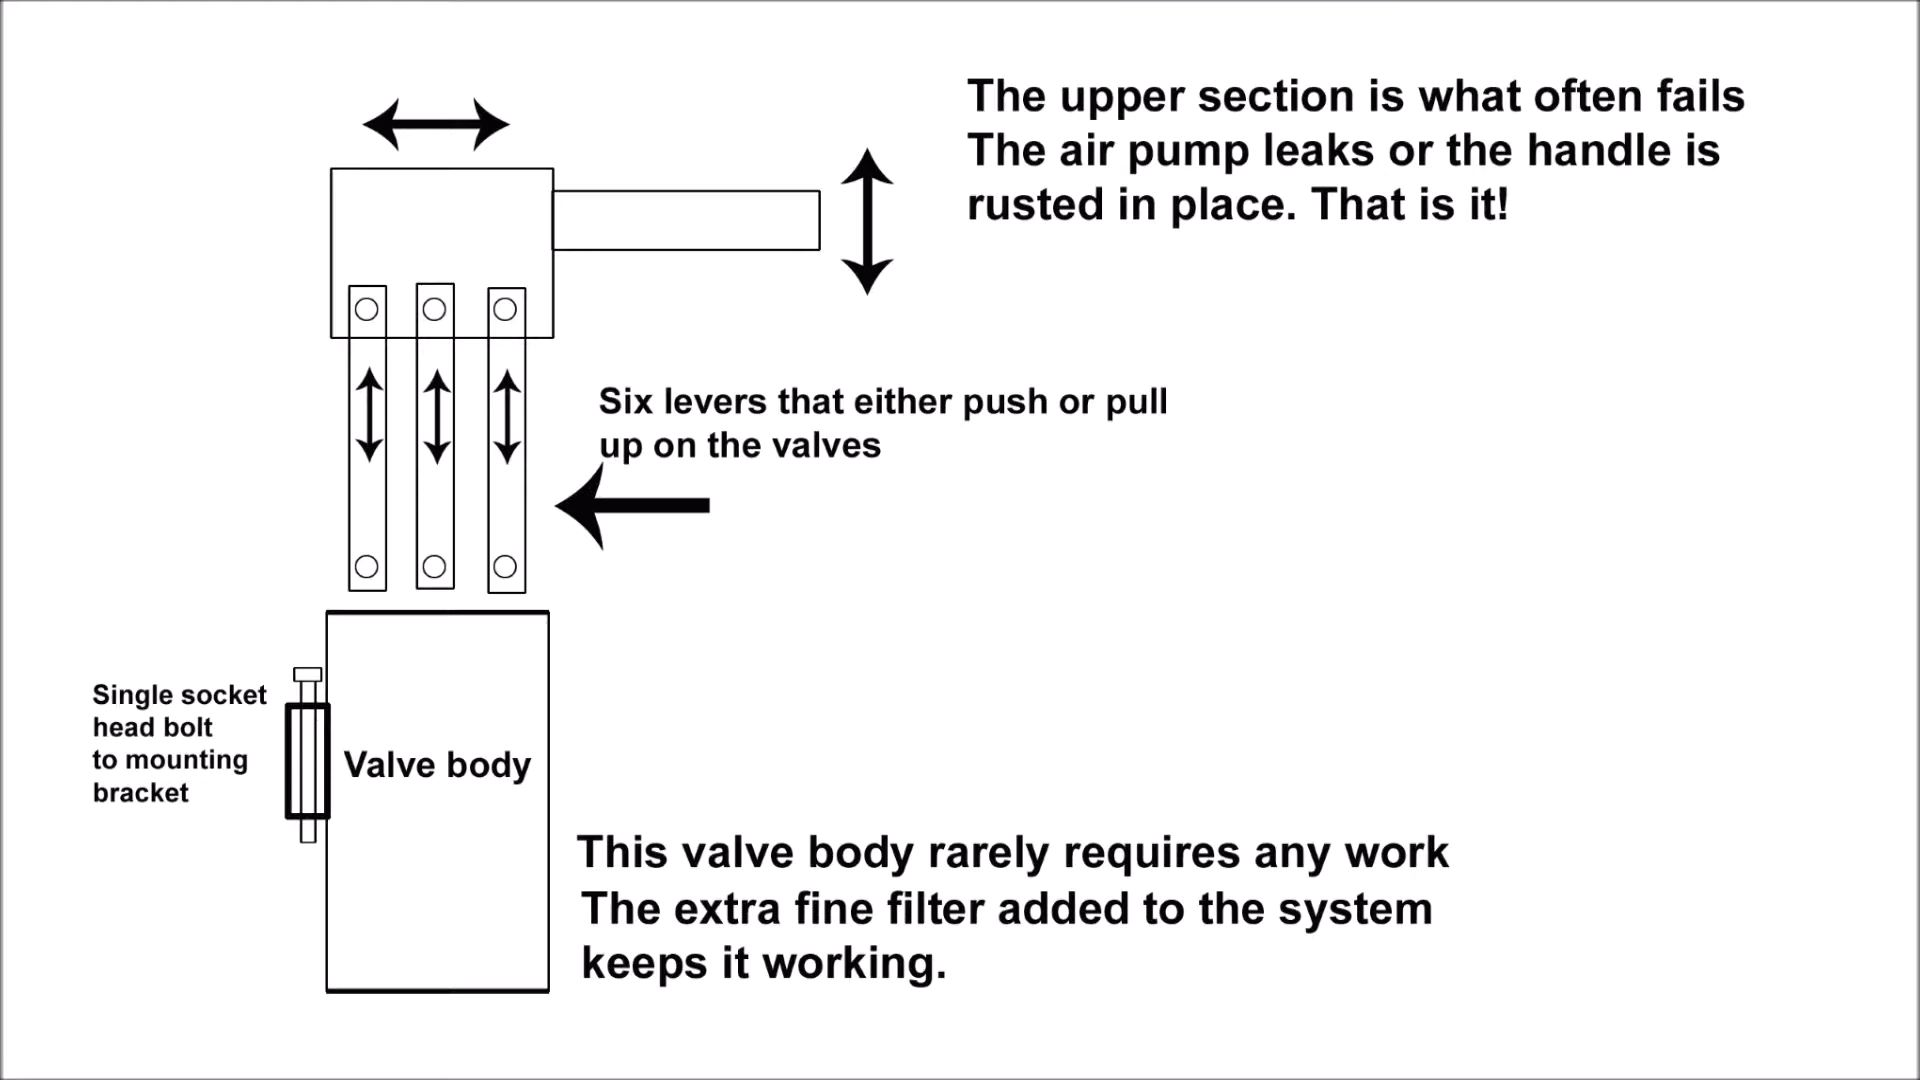 The upper section is what often fails
The air pump leaks or the handle is
rusted in place. That is it!
Six levers that either push or pull
up on the valves
Single socket
head bolt
to mounting
bracket
Valve body
This valve body rarely requires any work
The extra fine filter added to the system
keeps it working.